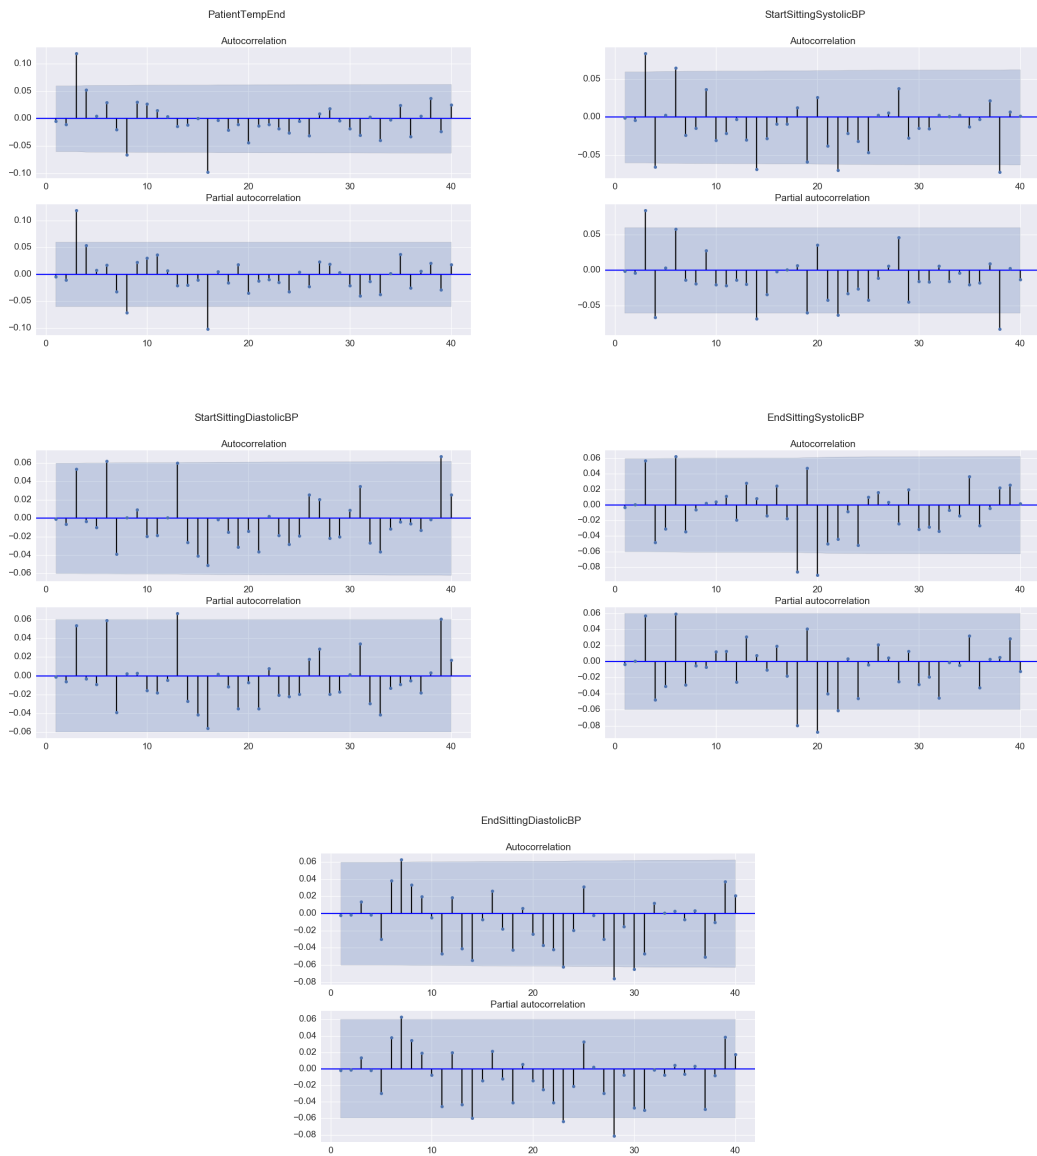 PatientTempEnd
Autocorrelation
0.10
0.05
0.00
−0.05
−0.10
0 10 20 30 40
Partial autocorrelation
0.10
0.05
0.00
−0.05
−0.10
0 10 20 30 40
StartSittingSystolicBP
Autocorrelation
0.05
0.00
−0.05
0 10 20 30 40
Partial autocorrelation
0.05
0.00
−0.05
0 10 20 30 40
StartSittingDiastolicBP
Autocorrelation
0.06
0.04
0.02
0.00
−0.02
−0.04
−0.06
0 10 20 30 40
Partial autocorrelation
0.06
0.04
0.02
0.00
−0.02
−0.04
−0.06
0 10 20 30 40
EndSittingSystolicBP
Autocorrelation
0.06
0.04
0.02
0.00
−0.02
−0.04
−0.06
−0.08
0 10 20 30 40
Partial autocorrelation
0.06
0.04
0.02
0.00
−0.02
−0.04
−0.06
−0.08
0 10 20 30 40
EndSittingDiastolicBP
Autocorrelation
0.06
0.04
0.02
0.00
−0.02
−0.04
−0.06
−0.08
0 10 20 30 40
Partial autocorrelation
0.06
0.04
0.02
0.00
−0.02
−0.04
−0.06
−0.08
0 10 20 30 40